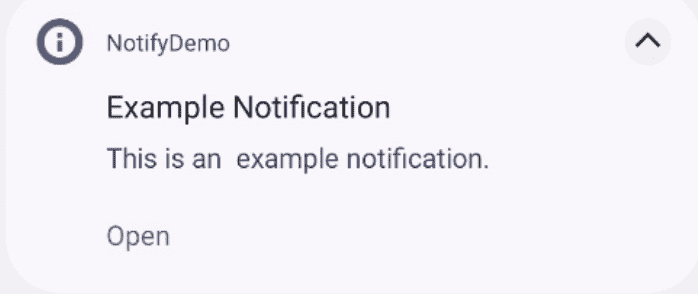 NotifyDemo
Example Notification
This is an  example notification.
Open